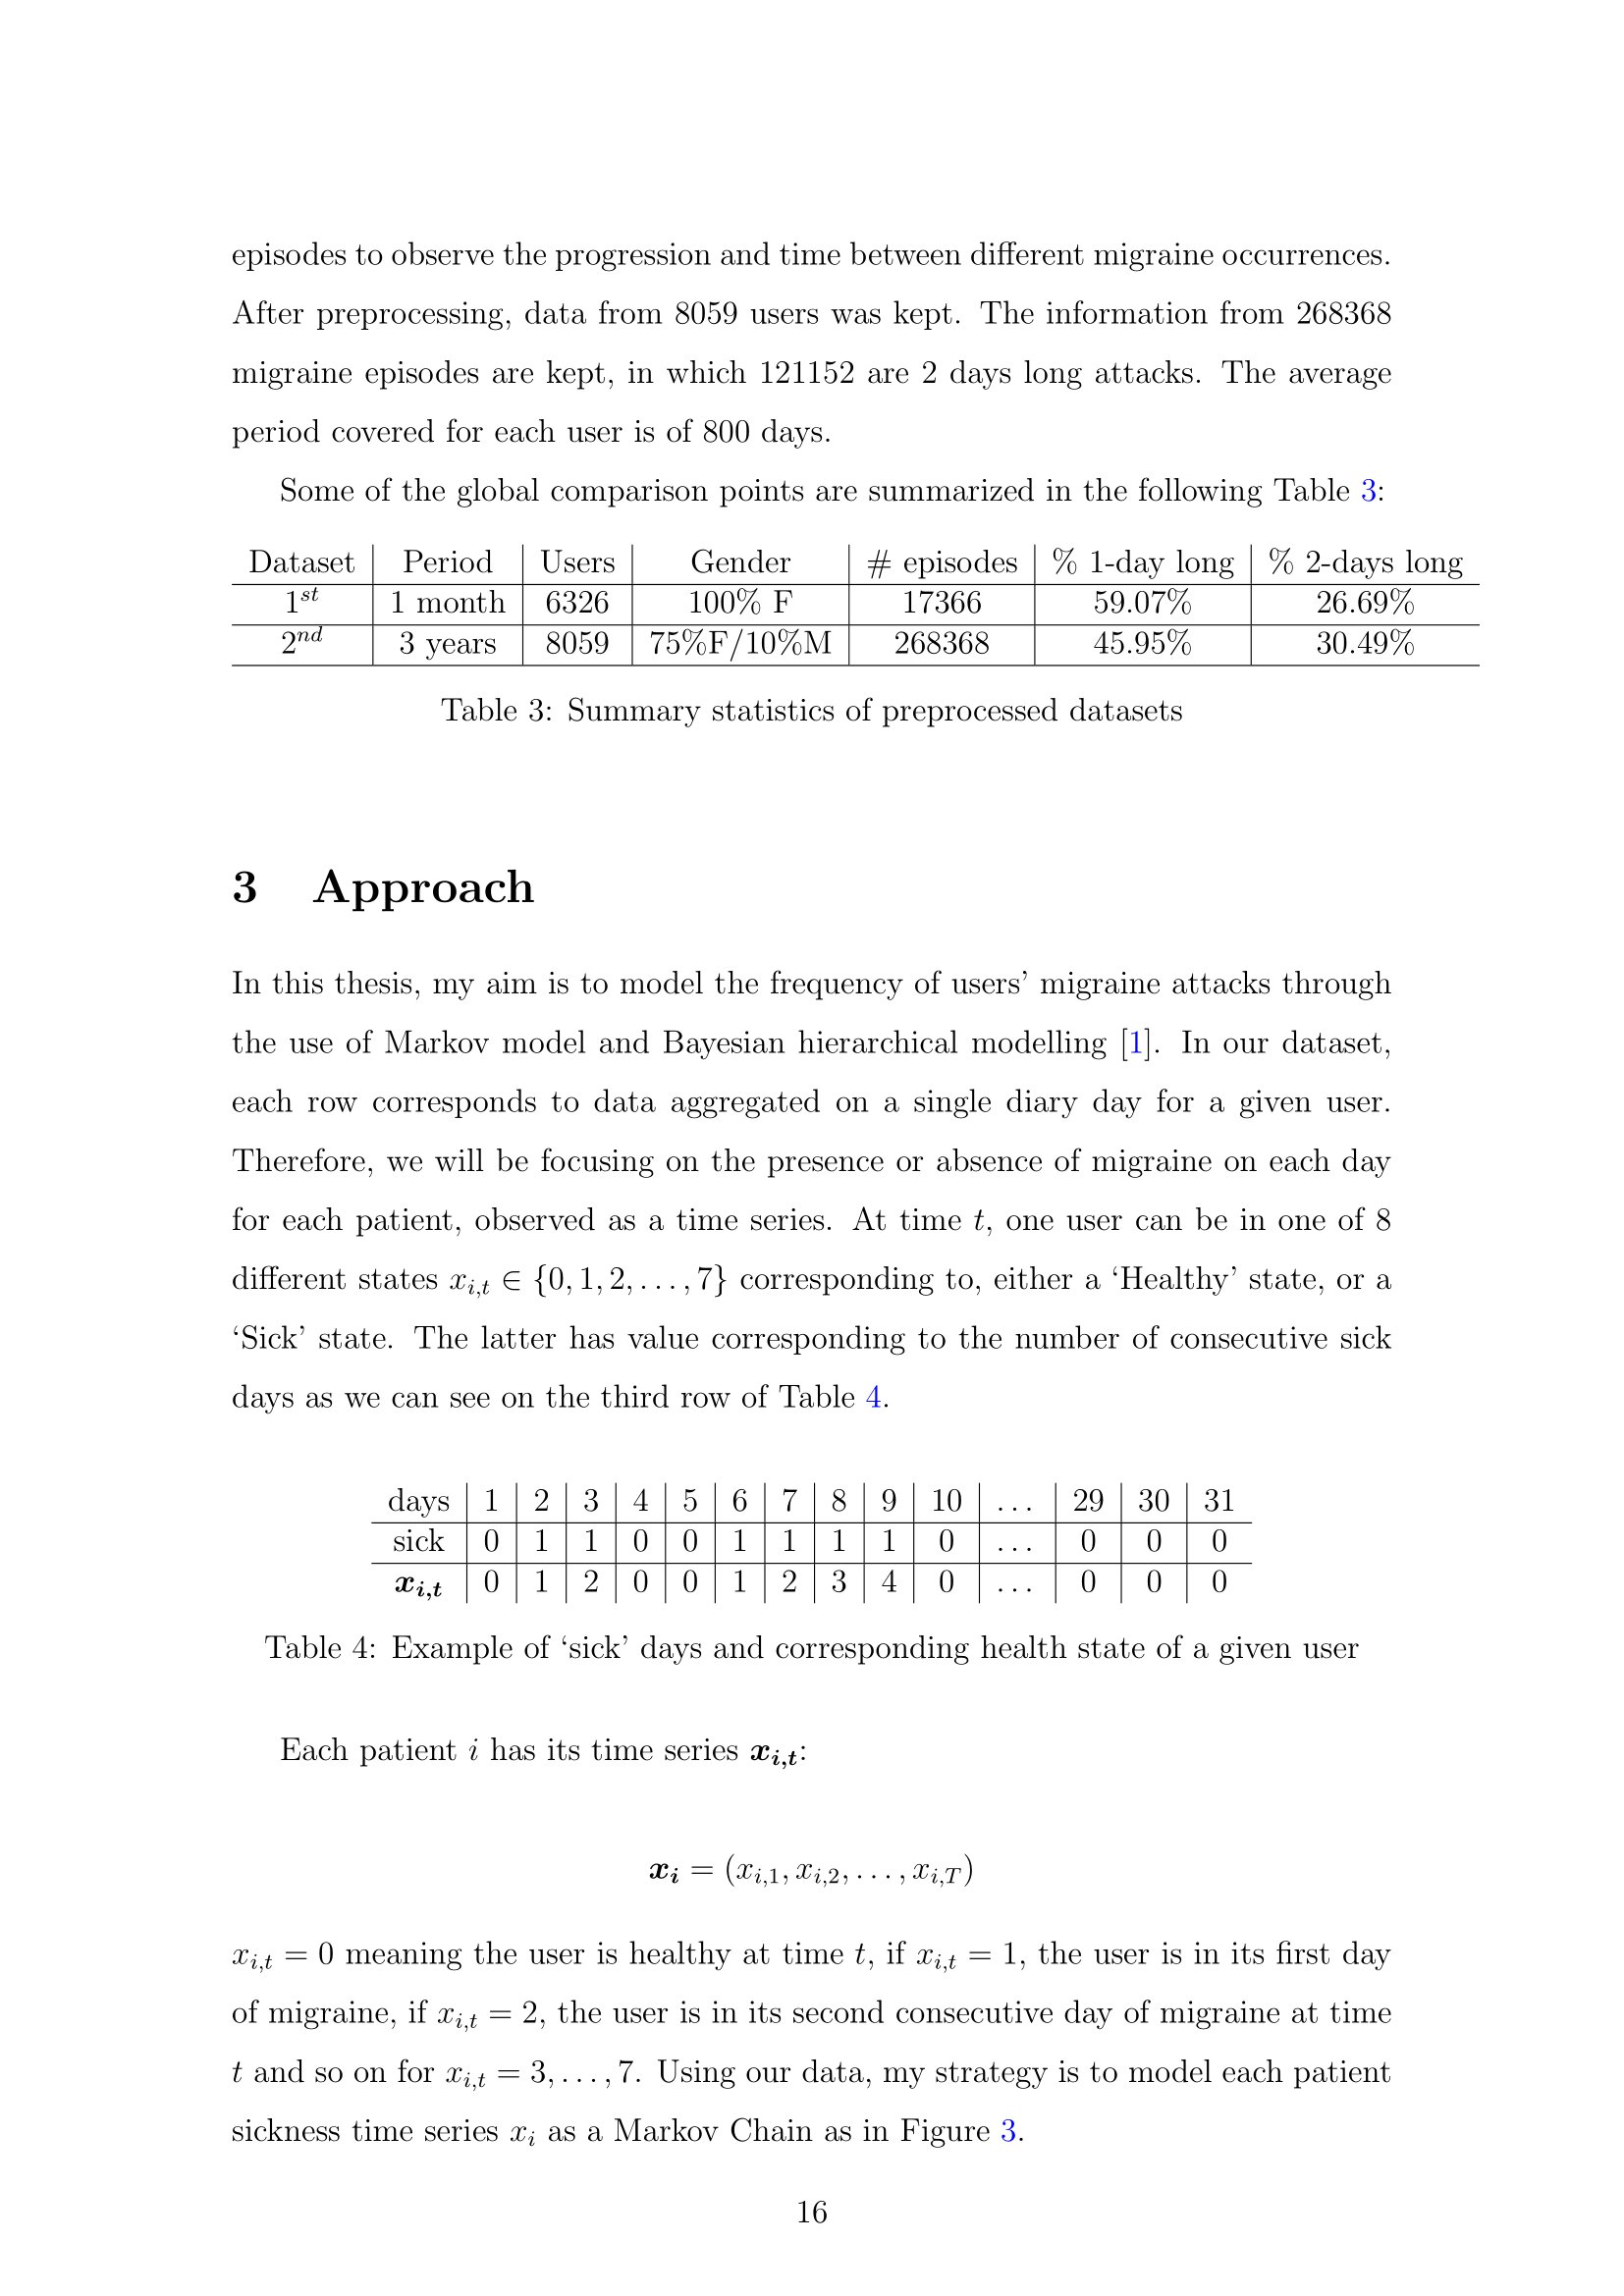 episodes to observe the progression and time between different migraine occurrences.
After preprocessing, data from 8059 users was kept. The information from 268368
migraine episodes are kept, in which 121152 are 2 days long attacks. The average
period covered for each user is of 800 days.
Some of the global comparison points are summarized in the following Table 3:
Dataset | Period | Users | Gender | # episodes | % 1-day long | % 2-days long
1^{st} | 1 month | 6326 | 100% F | 17366 | 59.07% | 26.69%
2^{nd} | 3 years | 8059 | 75%F/10%M | 268368 | 45.95% | 30.49%
Table 3: Summary statistics of preprocessed datasets
3 Approach
In this thesis, my aim is to model the frequency of users' migraine attacks through
the use of Markov model and Bayesian hierarchical modelling [1]. In our dataset,
each row corresponds to data aggregated on a single diary day for a given user.
Therefore, we will be focusing on the presence or absence of migraine on each day
for each patient, observed as a time series. At time t, one user can be in one of 8
different states x_{i,t} ∈ {0, 1, 2, . . . , 7} corresponding to, either a 'Healthy' state, or a
'Sick' state. The latter has value corresponding to the number of consecutive sick
days as we can see on the third row of Table 4.
days | 1 | 2 | 3 | 4 | 5 | 6 | 7 | 8 | 9 | 10 | . . . | 29 | 30 | 31
sick | 0 | 1 | 1 | 0 | 0 | 1 | 1 | 1 | 1 | 0 | . . . | 0 | 0 | 0
x_{i,t} | 0 | 1 | 2 | 0 | 0 | 1 | 2 | 3 | 4 | 0 | . . . | 0 | 0 | 0
Table 4: Example of 'sick' days and corresponding health state of a given user
Each patient i has its time series x_{i,t}:
x_i = (x_{i,1}, x_{i,2}, . . . , x_{i,T})
x_{i,t} = 0 meaning the user is healthy at time t, if x_{i,t} = 1, the user is in its first day
of migraine, if x_{i,t} = 2, the user is in its second consecutive day of migraine at time
t and so on for x_{i,t} = 3, . . . , 7. Using our data, my strategy is to model each patient
sickness time series x_i as a Markov Chain as in Figure 3.
16